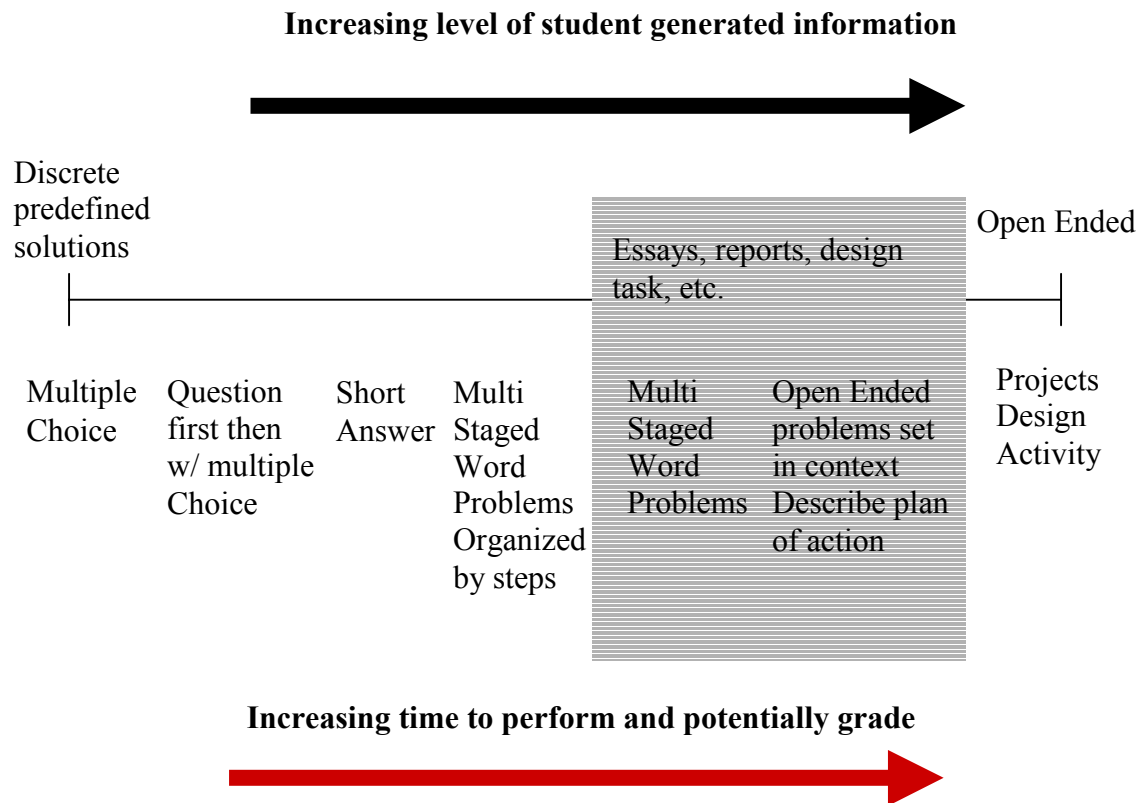 Increasing level of student generated information
Discrete
predefined
solutions
Open Ended
Essays, reports, design
task, etc.
Multiple
Choice
Question
first then
w/ multiple
Choice
Short
Answer
Multi
Staged
Word
Problems
Organized
by steps
Multi
Staged
Word
Problems
Open Ended
problems set
in context
Describe plan
of action
Projects
Design
Activity
Increasing time to perform and potentially grade